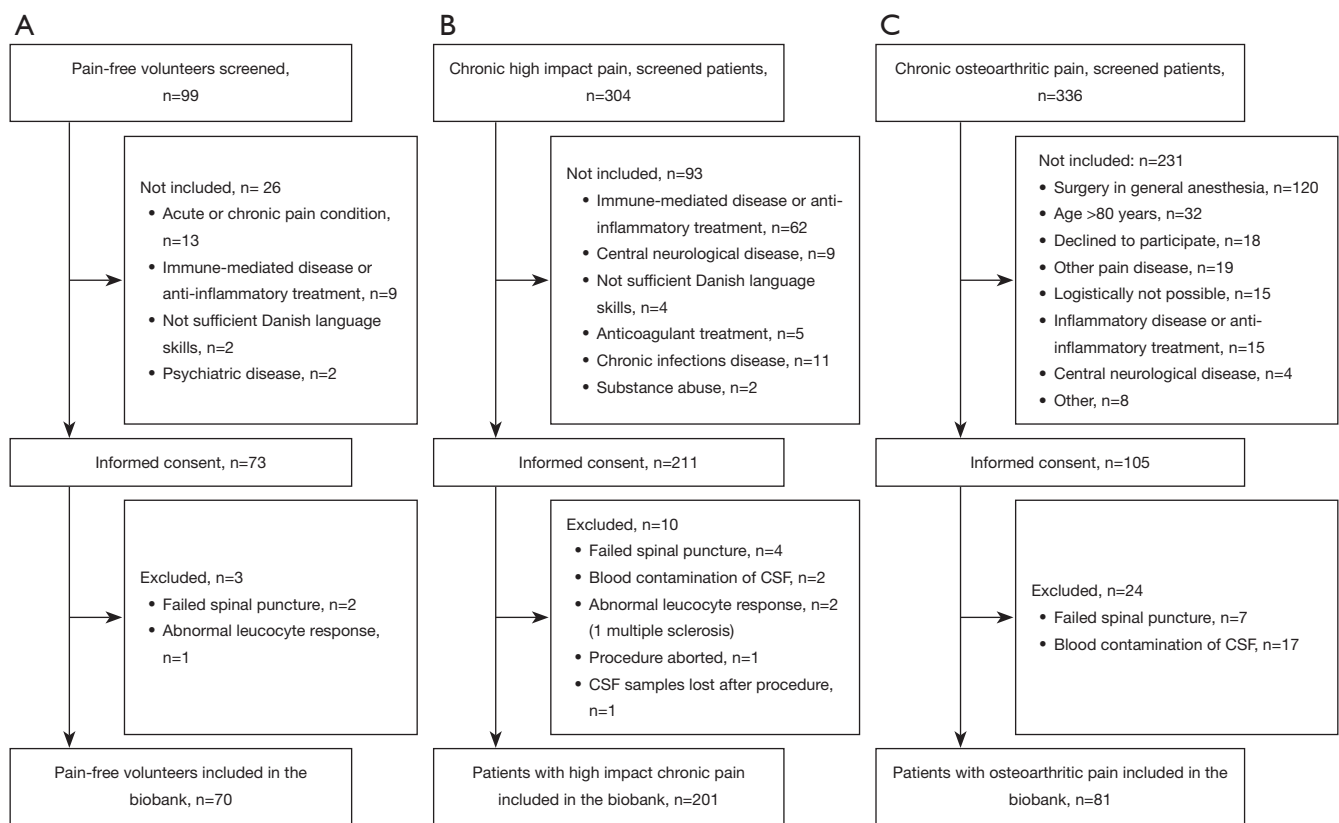 A
Pain-free volunteers screened,
n=99
Not included, n= 26
• Acute or chronic pain condition,
n=13
• Immune-mediated disease or
anti-inflammatory treatment, n=9
• Not sufficient Danish language
skills, n=2
• Psychiatric disease, n=2
Informed consent, n=73
Excluded, n=3
• Failed spinal puncture, n=2
• Abnormal leucocyte response,
n=1
Pain-free volunteers included in the
biobank, n=70
B
Chronic high impact pain, screened patients,
n=304
Not included, n=93
• Immune-mediated disease or anti-
inflammatory treatment, n=62
• Central neurological disease, n=9
• Not sufficient Danish language
skills, n=4
• Anticoagulant treatment, n=5
• Chronic infections disease, n=11
• Substance abuse, n=2
Informed consent, n=211
Excluded, n=10
• Failed spinal puncture, n=4
• Blood contamination of CSF, n=2
• Abnormal leucocyte response, n=2
(1 multiple sclerosis)
• Procedure aborted, n=1
• CSF samples lost after procedure,
n=1
Patients with high impact chronic pain
included in the biobank, n=201
C
Chronic osteoarthritic pain, screened patients,
n=336
Not included: n=231
• Surgery in general anesthesia, n=120
• Age >80 years, n=32
• Declined to participate, n=18
• Other pain disease, n=19
• Logistically not possible, n=15
• Inflammatory disease or anti-
inflammatory treatment, n=15
• Central neurological disease, n=4
• Other, n=8
Informed consent, n=105
Excluded, n=24
• Failed spinal puncture, n=7
• Blood contamination of CSF, n=17
Patients with osteoarthritic pain included in the
biobank, n=81